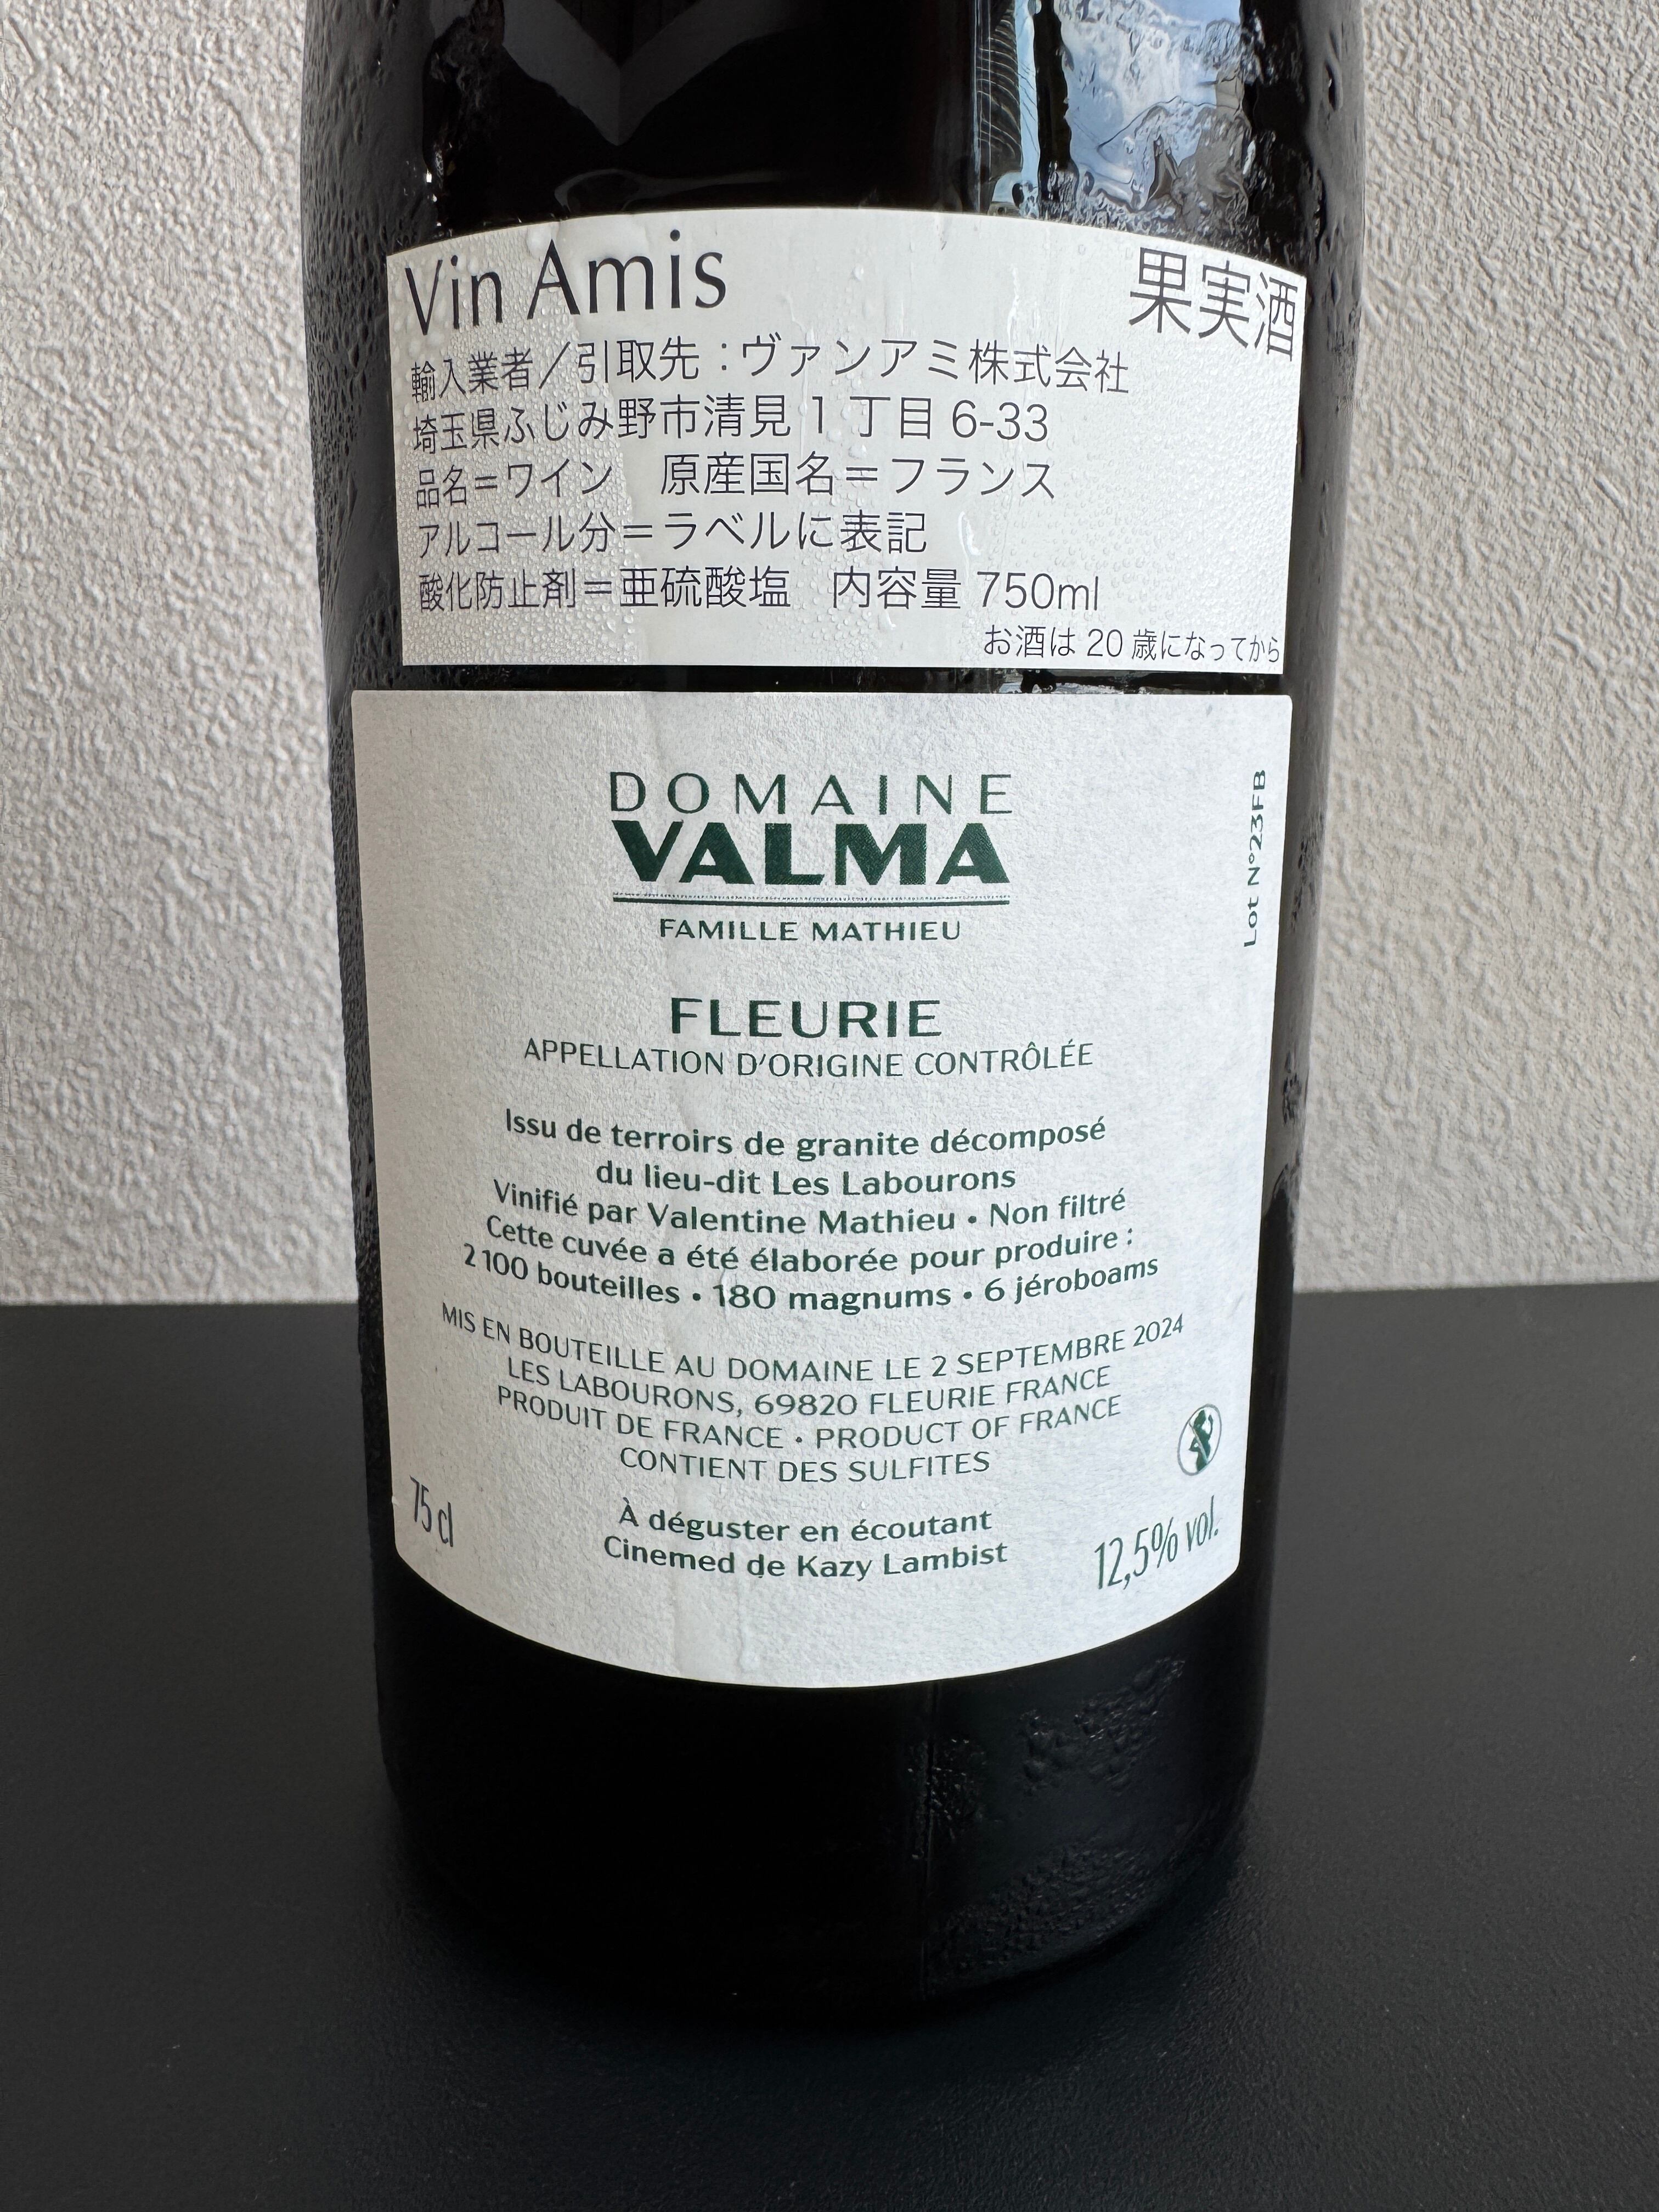 Vin Amis
果実酒
輸入業者／引取先：ヴァンアミ株式会社
埼玉県ふじみ野市清見１丁目 6-33
品名＝ワイン　原産国名＝フランス
アルコール分＝ラベルに表記
酸化防止剤＝亜硫酸塩　内容量 750ml
お酒は 20 歳になってから
DOMAINE
VALMA
FAMILLE MATHIEU
Lot N°23FB
FLEURIE
APPELLATION D'ORIGINE CONTRÔLÉE
Issu de terroirs de granite décomposé
du lieu-dit Les Labourons
Vinifié par Valentine Mathieu • Non filtré
Cette cuvée a été élaborée pour produire :
2 100 bouteilles • 180 magnums • 6 jéroboams
MIS EN BOUTEILLE AU DOMAINE LE 2 SEPTEMBRE 2024
LES LABOURONS, 69820 FLEURIE FRANCE
PRODUIT DE FRANCE • PRODUCT OF FRANCE
CONTIENT DES SULFITES
75 cl
À déguster en écoutant
Cinemed de Kazy Lambist
12,5% vol.